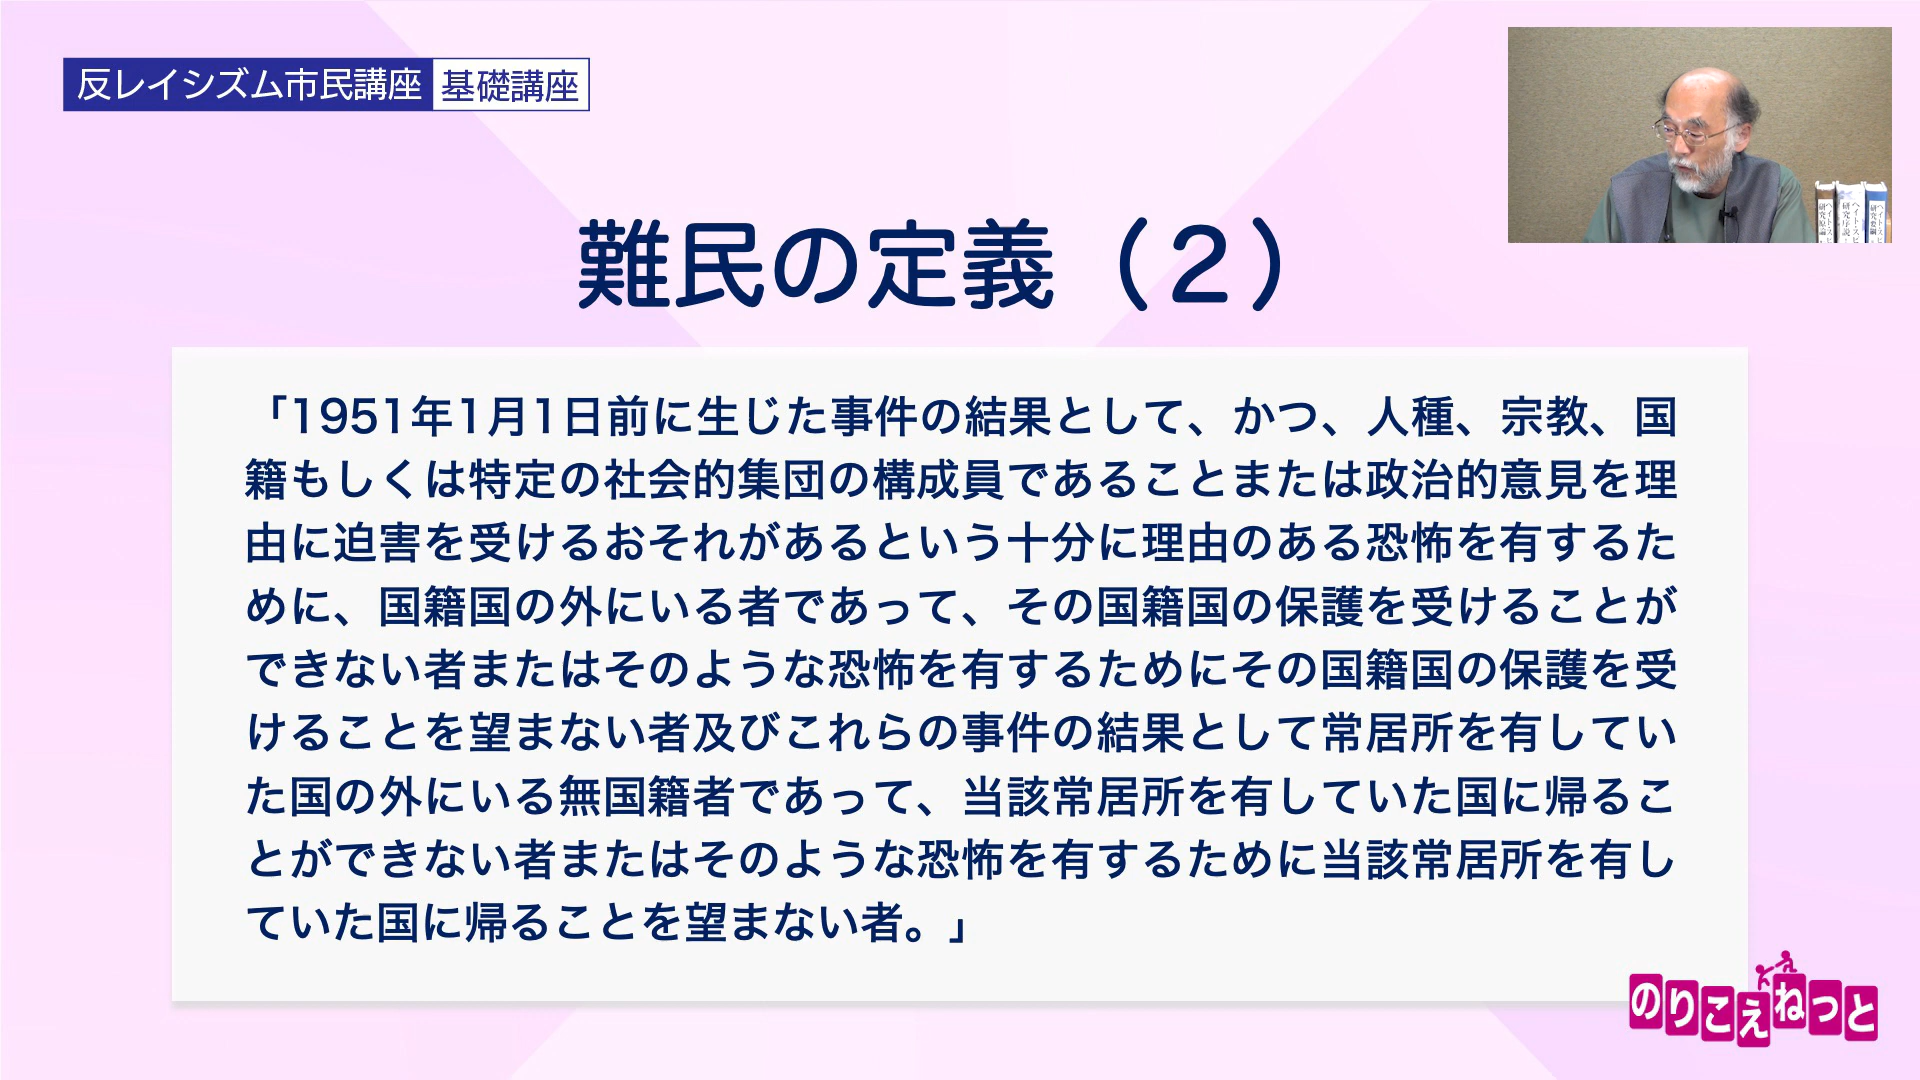 反レイシズム市民講座 基礎講座
難民の定義（２）
「1951年1月1日前に生じた事件の結果として、かつ、人種、宗教、国
籍もしくは特定の社会的集団の構成員であることまたは政治的意見を理
由に迫害を受けるおそれがあるという十分に理由のある恐怖を有するた
めに、国籍国の外にいる者であって、その国籍国の保護を受けることが
できない者またはそのような恐怖を有するためにその国籍国の保護を受
けることを望まない者及びこれらの事件の結果として常居所を有してい
た国の外にいる無国籍者であって、当該常居所を有していた国に帰るこ
とができない者またはそのような恐怖を有するために当該常居所を有し
ていた国に帰ることを望まない者。」
のりこえねっと